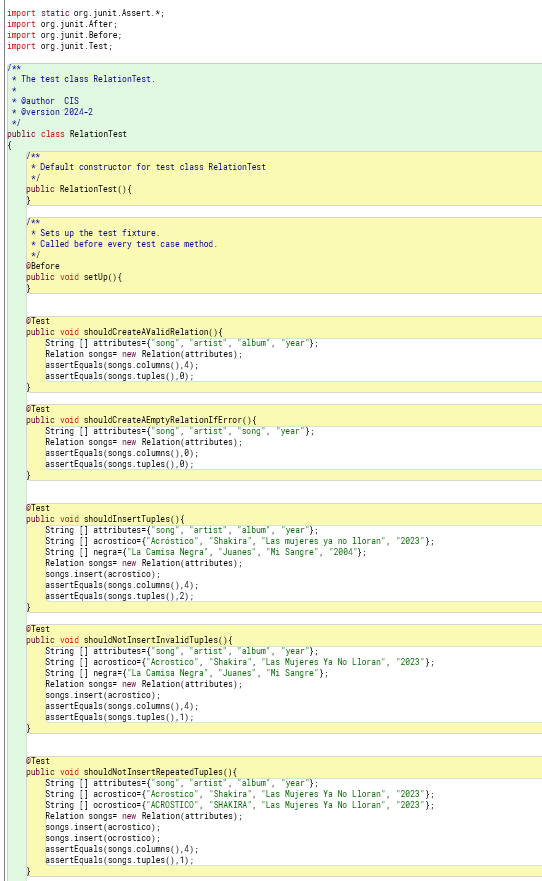 import static org.junit.Assert.*;
import org.junit.After;
import org.junit.Before;
import org.junit.Test;
/**
 * The test class RelationTest.
 *
 * @author  CIS
 * @version 2024-2
 */
public class RelationTest
{
    /**
     * Default constructor for test class RelationTest
     */
    public RelationTest(){
    }
    /**
     * Sets up the test fixture.
     * Called before every test case method.
     */
    @Before
    public void setUp(){
    }
    @Test
    public void shouldCreateAValidRelation(){
        String [] attributes={"song", "artist", "album", "year"};
        Relation songs= new Relation(attributes);
        assertEquals(songs.columns(),4);
        assertEquals(songs.tuples(),0);
    }
    @Test
    public void shouldCreateAEmptyRelationIfError(){
        String [] attributes={"song", "artist", "song", "year"};
        Relation songs= new Relation(attributes);
        assertEquals(songs.columns(),0);
        assertEquals(songs.tuples(),0);
    }
    @Test
    public void shouldInsertTuples(){
        String [] attributes={"song", "artist", "album", "year"};
        String [] acrostico={"Acróstico", "Shakira", "Las mujeres ya no lloran", "2023"};
        String [] negra={"La Camisa Negra", "Juanes", "Mi Sangre", "2004"};
        Relation songs= new Relation(attributes);
        songs.insert(acrostico);
        assertEquals(songs.columns(),4);
        assertEquals(songs.tuples(),2);
    }
    @Test
    public void shouldNotInsertInvalidTuples(){
        String [] attributes={"song", "artist", "album", "year"};
        String [] acrostico={"Acrostico", "Shakira", "Las Mujeres Ya No Lloran", "2023"};
        String [] negra={"La Camisa Negra", "Juanes", "Mi Sangre"};
        Relation songs= new Relation(attributes);
        songs.insert(acrostico);
        assertEquals(songs.columns(),4);
        assertEquals(songs.tuples(),1);
    }
    @Test
    public void shouldNotInsertRepeatedTuples(){
        String [] attributes={"song", "artist", "album", "year"};
        String [] acrostico={"Acrostico", "Shakira", "Las Mujeres Ya No Lloran", "2023"};
        String [] ocrostico={"ACROSTICO", "SHAKIRA", "Las Mujeres Ya No Lloran", "2023"};
        Relation songs= new Relation(attributes);
        songs.insert(acrostico);
        songs.insert(ocrostico);
        assertEquals(songs.columns(),4);
        assertEquals(songs.tuples(),1);
    }